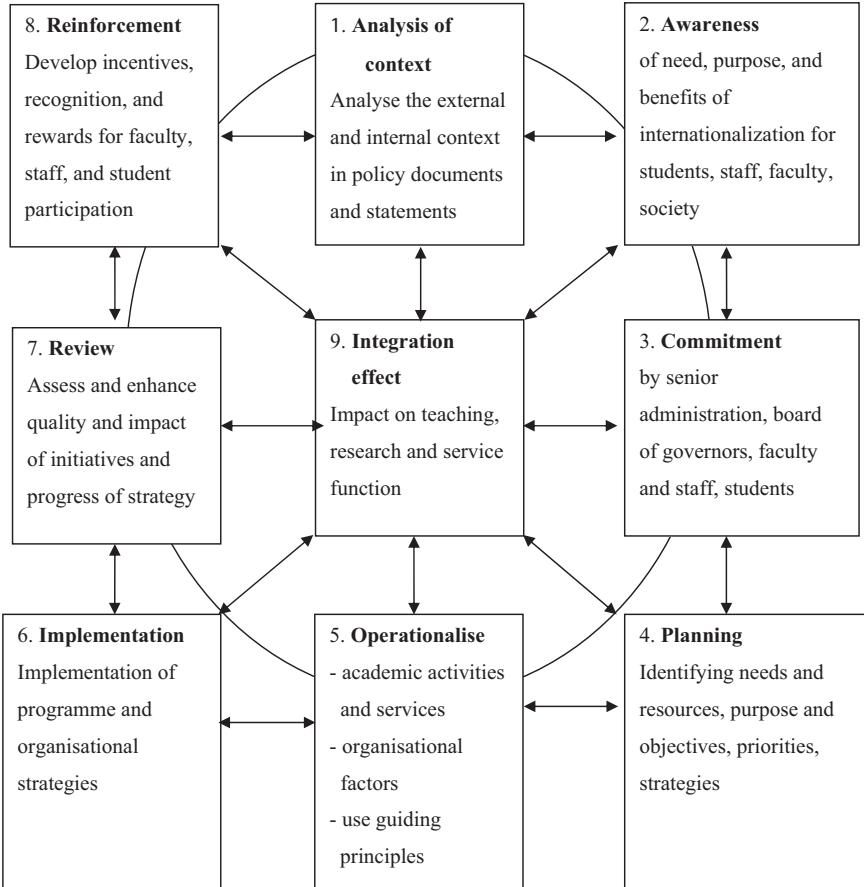 8. Reinforcement
Develop incentives,
recognition, and
rewards for faculty,
staff, and student
participation
1. Analysis of
context
Analyse the external
and internal context
in policy documents
and statements
2. Awareness
of need, purpose, and
benefits of
internationalization for
students, staff, faculty,
society
7. Review
Assess and enhance
quality and impact
of initiatives and
progress of strategy
9. Integration
effect
Impact on teaching,
research and service
function
3. Commitment
by senior
administration, board
of governors, faculty
and staff, students
6. Implementation
Implementation of
programme and
organisational
strategies
5. Operationalise
- academic activities
and services
- organisational
factors
- use guiding
principles
4. Planning
Identifying needs and
resources, purpose and
objectives, priorities,
strategies